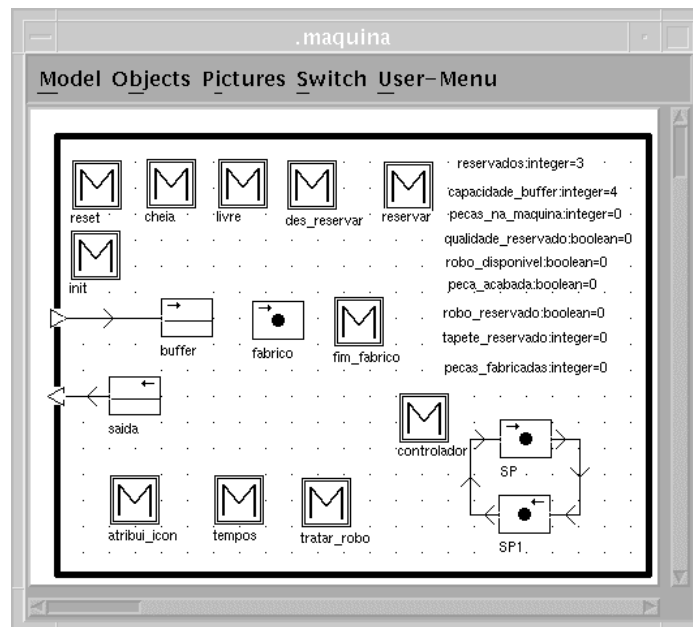 .maquina
Model Objects Pictures Switch User-Menu
reservados:integer=3
reset cheia livre des_reservar reservar
capacidade_buffer:integer=4
pecas_na_maquina:integer=0
qualidade_reservado:boolean=0
init
robo_disponivel:boolean=0
peca_acabada:boolean=0
robo_reservado:boolean=0
tapete_reservado:integer=0
buffer fabrico fim_fabrico
pecas_fabricadas:integer=0
saida
controlador
SP
atribui_icon tempos tratar_robo
SP1